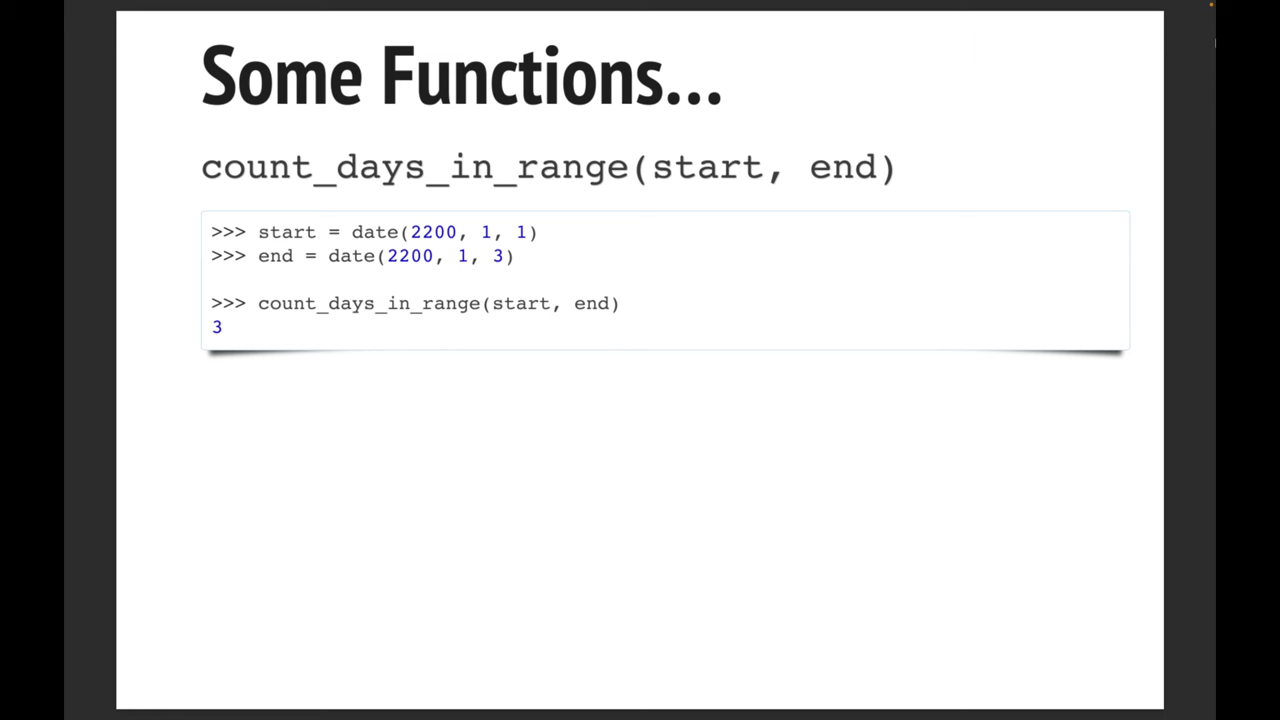 Some Functions...
count_days_in_range(start, end)
>>> start = date(2200, 1, 1)
>>> end = date(2200, 1, 3)
>>> count_days_in_range(start, end)
3